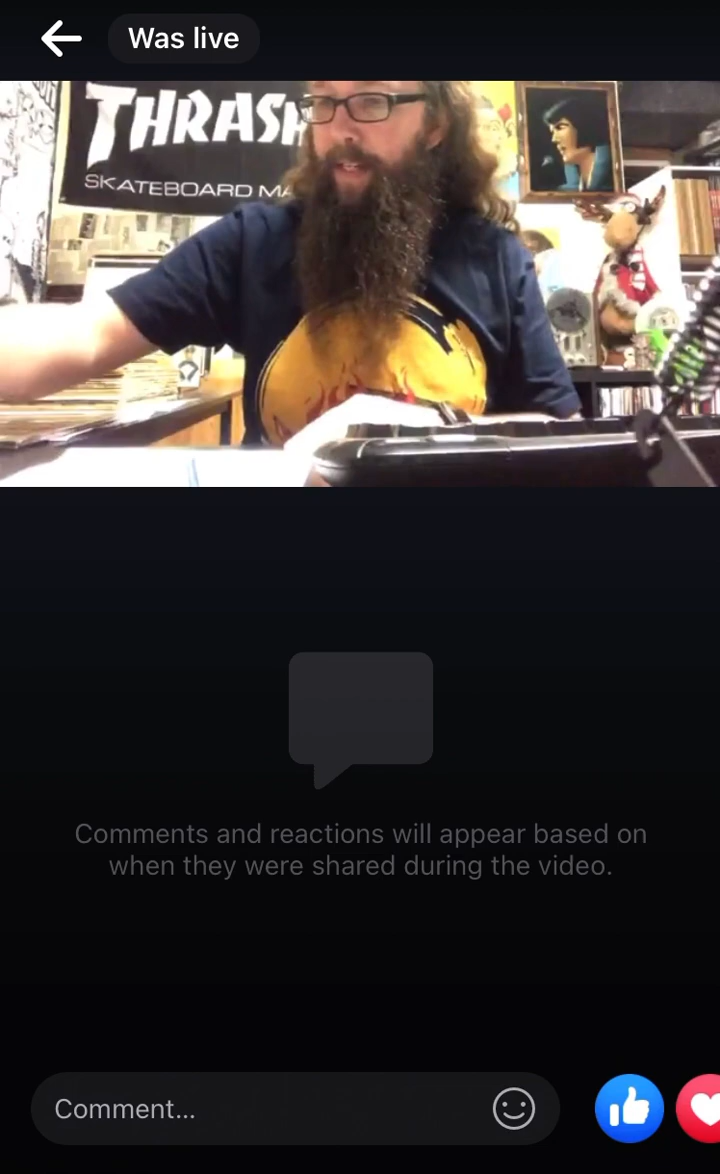 Was live
THRASH
SKATEBOARD MA
Comments and reactions will appear based on
when they were shared during the video.
Comment...